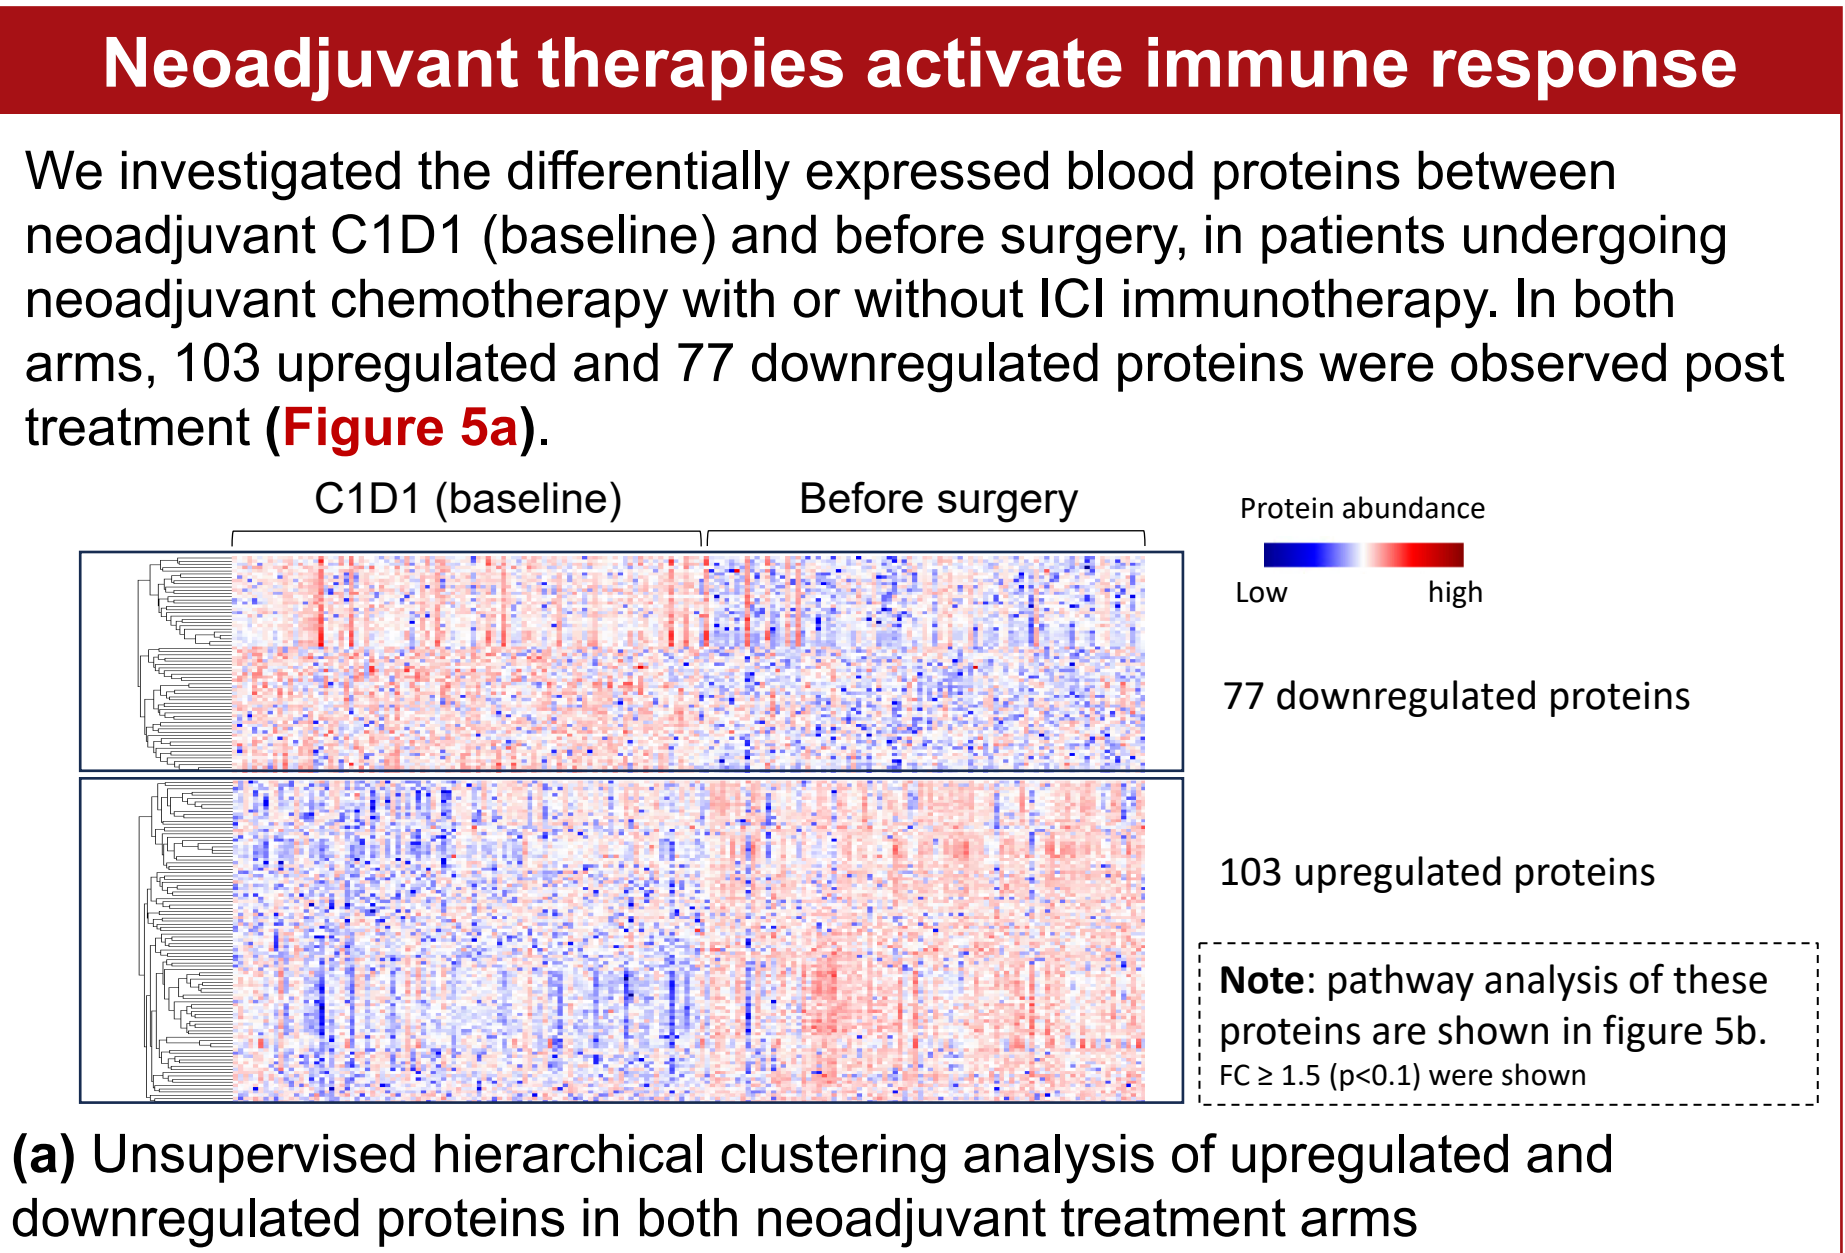 Neoadjuvant therapies activate immune response
We investigated the differentially expressed blood proteins between
neoadjuvant C1D1 (baseline) and before surgery, in patients undergoing
neoadjuvant chemotherapy with or without ICI immunotherapy. In both
arms, 103 upregulated and 77 downregulated proteins were observed post
treatment (Figure 5a).
C1D1 (baseline)
Before surgery
Protein abundance
Low
high
77 downregulated proteins
103 upregulated proteins
Note: pathway analysis of these
proteins are shown in figure 5b.
FC ≥ 1.5 (p<0.1) were shown
(a) Unsupervised hierarchical clustering analysis of upregulated and
downregulated proteins in both neoadjuvant treatment arms